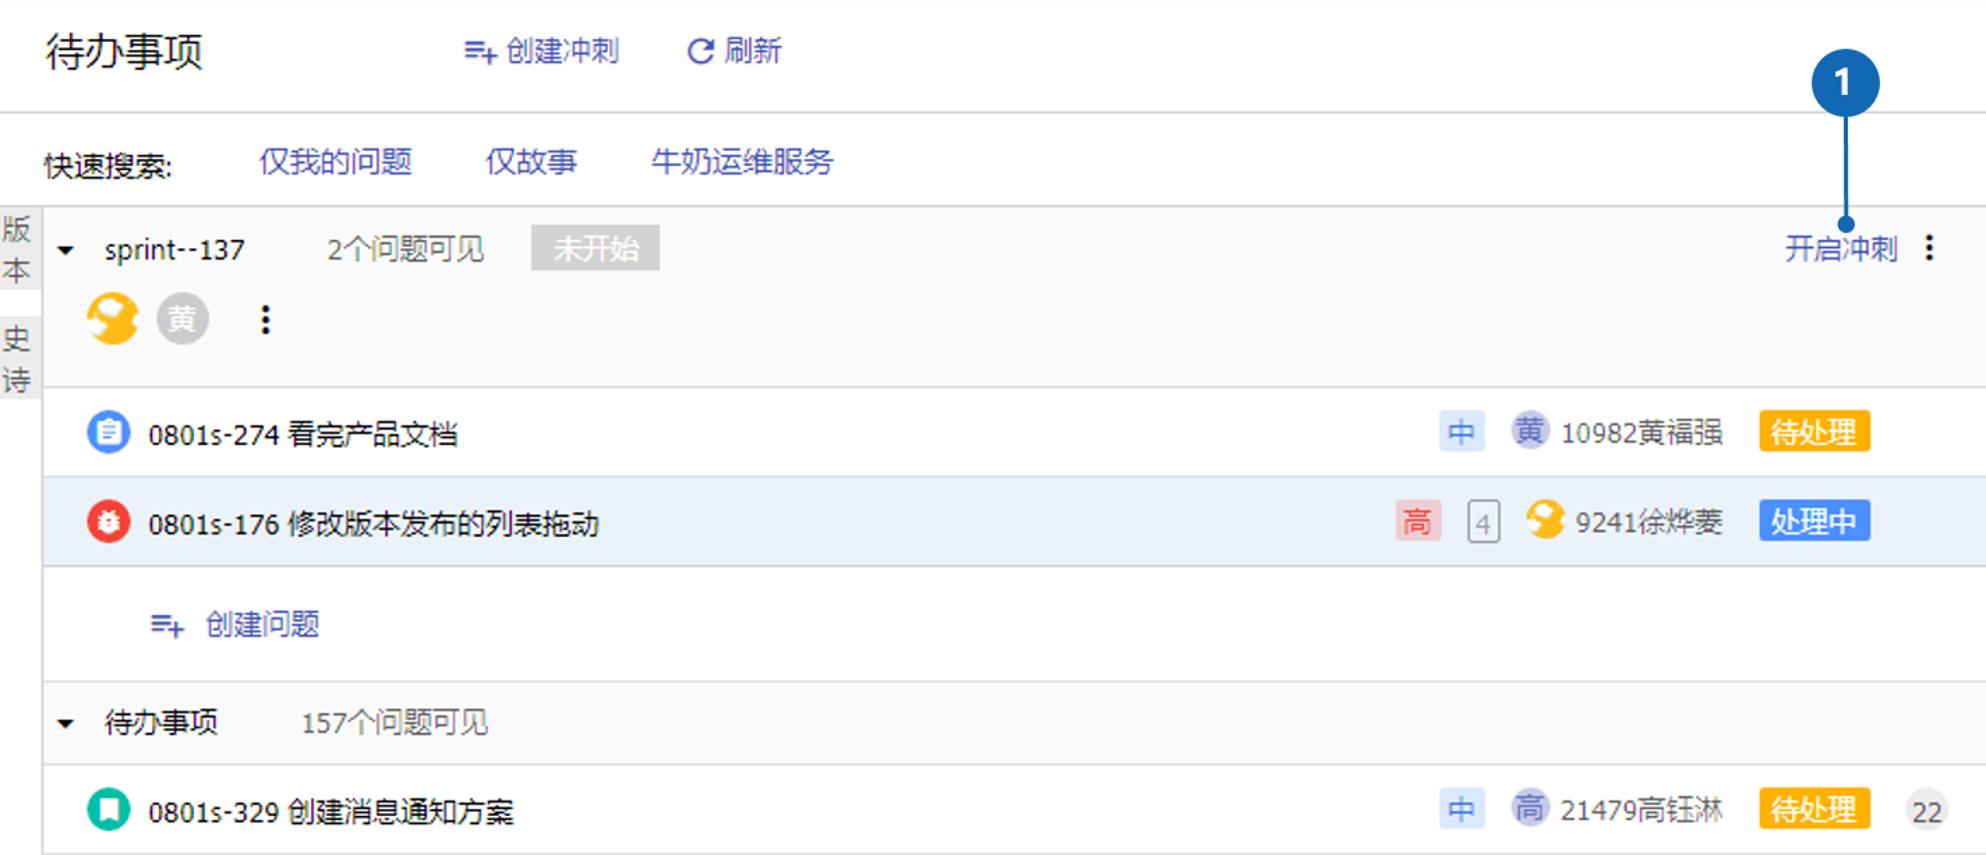 待办事项 创建冲刺 刷新
1
快速搜索: 仅我的问题 仅故事 牛奶运维服务
版本
史诗
sprint--137 2个问题可见 未开始 开启冲刺
黄
0801s-274 看完产品文档 中 黄 10982黄福强 待处理
0801s-176 修改版本发布的列表拖动 高 4 9241徐烨菱 处理中
创建问题
待办事项 157个问题可见
0801s-329 创建消息通知方案 中 高 21479高钰淋 待处理 22